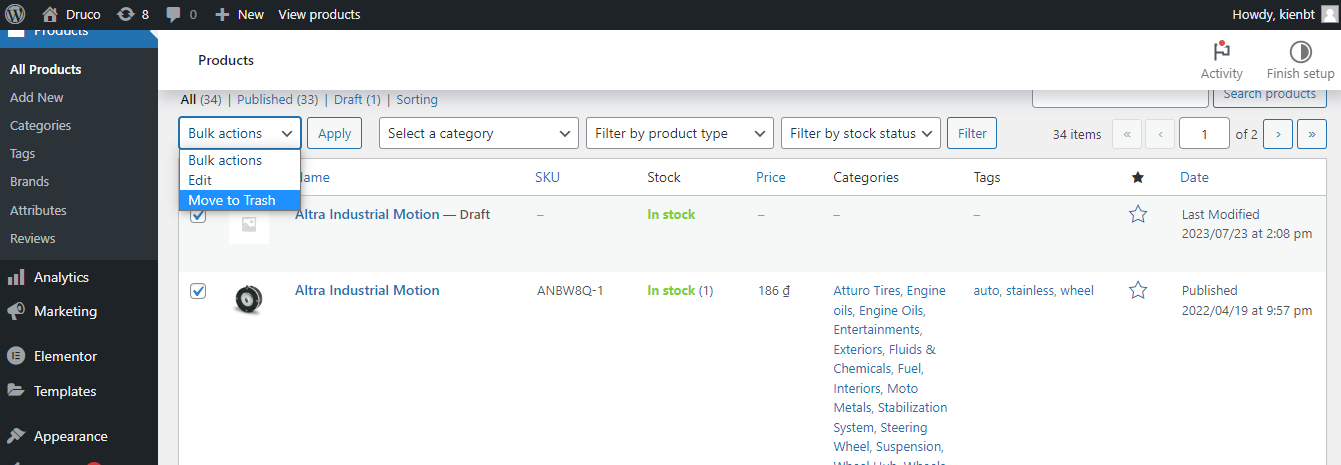 Druco 8 0 + New View products Howdy, kienbt
Products
All Products
Add New
Categories
Tags
Brands
Attributes
Reviews
Analytics
Marketing
Elementor
Templates
Appearance
Products
Activity Finish setup
All (34) | Published (33) | Draft (1) | Sorting
Search products
Bulk actions Apply Select a category Filter by product type Filter by stock status Filter 34 items « ‹ 1 of 2 › »
Bulk actions
Edit
Move to Trash
Name SKU Stock Price Categories Tags ★ Date
Altra Industrial Motion — Draft – In stock – – – Last Modified
2023/07/23 at 2:08 pm
Altra Industrial Motion ANBW8Q-1 In stock (1) 186 ₫ Atturo Tires, Engine auto, stainless, wheel Published
oils, Engine Oils, 2022/04/19 at 9:57 pm
Entertainments,
Exteriors, Fluids &
Chemicals, Fuel,
Interiors, Moto
Metals, Stabilization
System, Steering
Wheel, Suspension,
Wheel Hub, Wheels